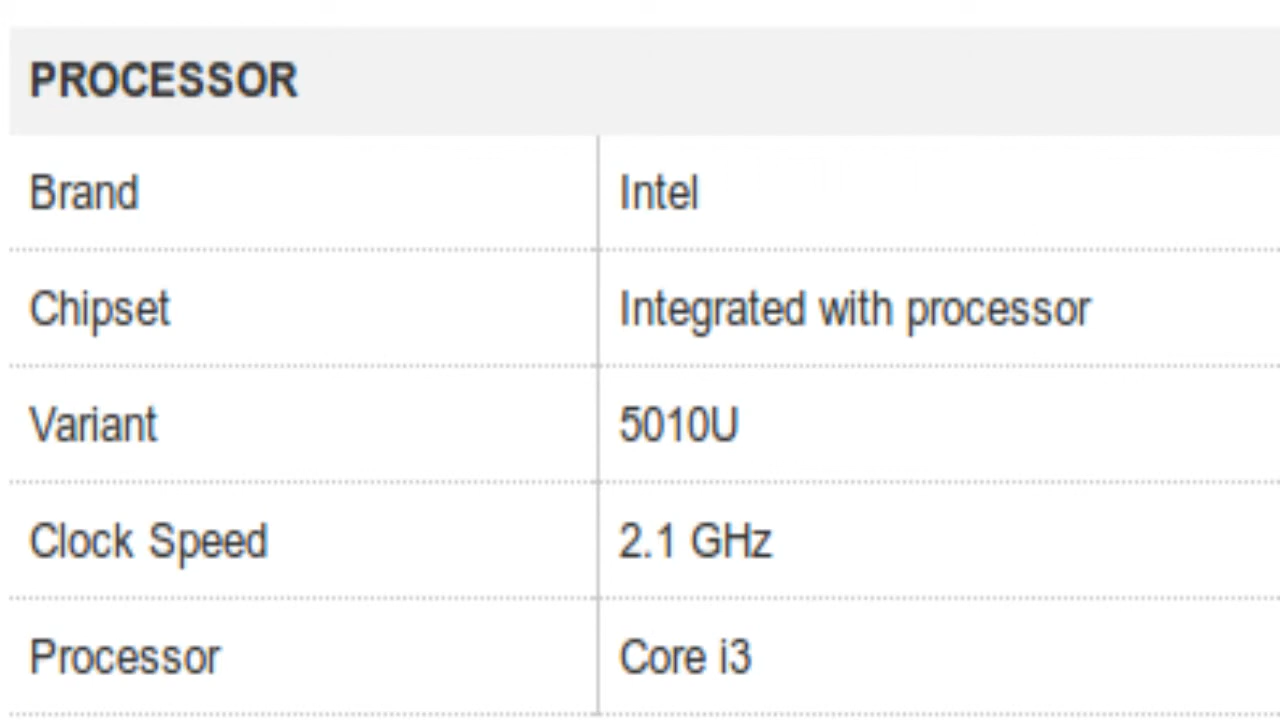 PROCESSOR
Brand Intel
Chipset Integrated with processor
Variant 5010U
Clock Speed 2.1 GHz
Processor Core i3